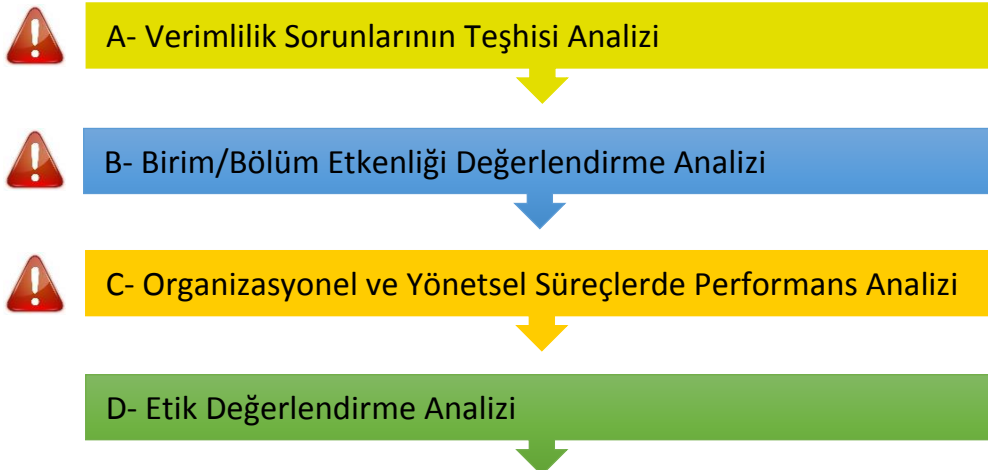 A- Verimlilik Sorunlarının Teşhisi Analizi
B- Birim/Bölüm Etkenliği Değerlendirme Analizi
C- Organizasyonel ve Yönetsel Süreçlerde Performans Analizi
D- Etik Değerlendirme Analizi